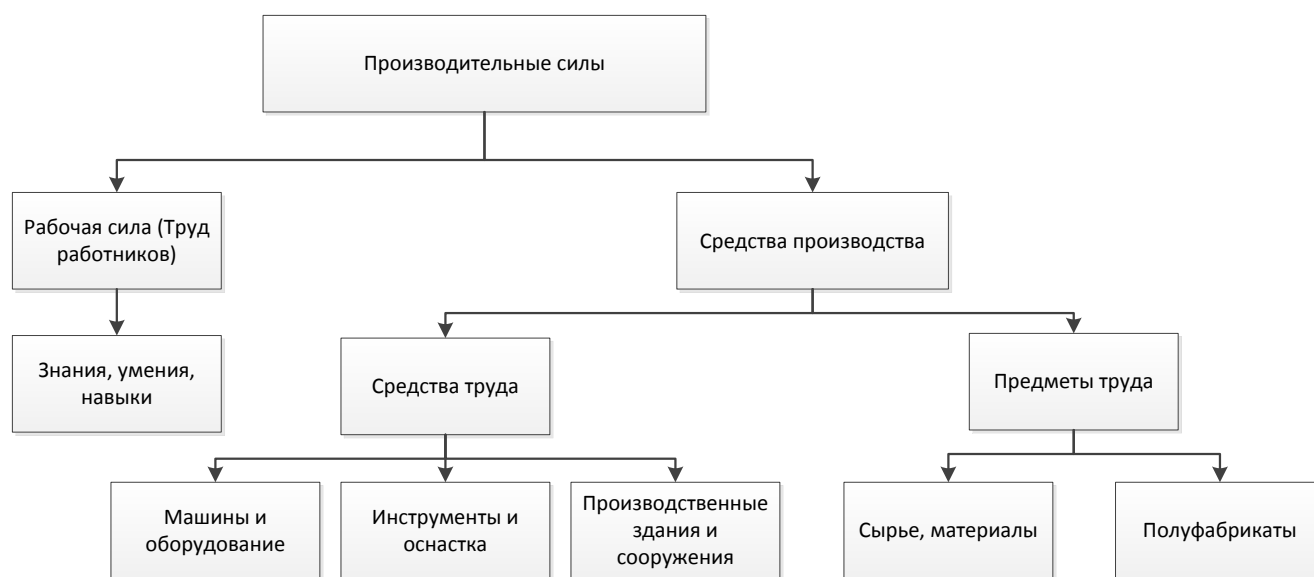 Производительные силы
Рабочая сила (Труд
работников)
Средства производства
Знания, умения,
навыки
Средства труда
Предметы труда
Машины и
оборудование
Инструменты и
оснастка
Производственные
здания и
сооружения
Сырье, материалы
Полуфабрикаты